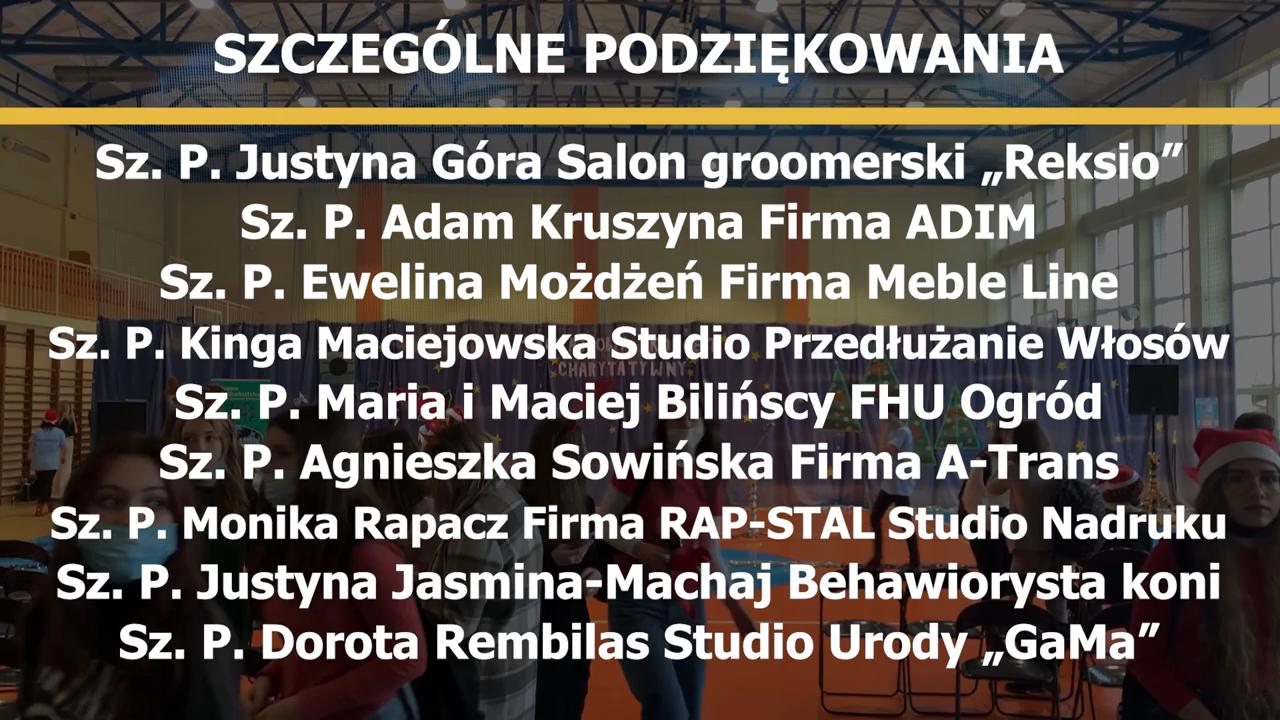 SZCZEGÓLNE PODZIĘKOWANIA
Sz. P. Justyna Góra Salon groomerski „Reksio”
Sz. P. Adam Kruszyna Firma ADIM
Sz. P. Ewelina Możdżeń Firma Meble Line
Sz. P. Kinga Maciejowska Studio Przedłużanie Włosów
CHARYTATYWNY
Sz. P. Maria i Maciej Bilińscy FHU Ogród
Sz. P. Agnieszka Sowińska Firma A-Trans
Sz. P. Monika Rapacz Firma RAP-STAL Studio Nadruku
Sz. P. Justyna Jasmina-Machaj Behawiorysta koni
Sz. P. Dorota Rembilas Studio Urody „GaMa”